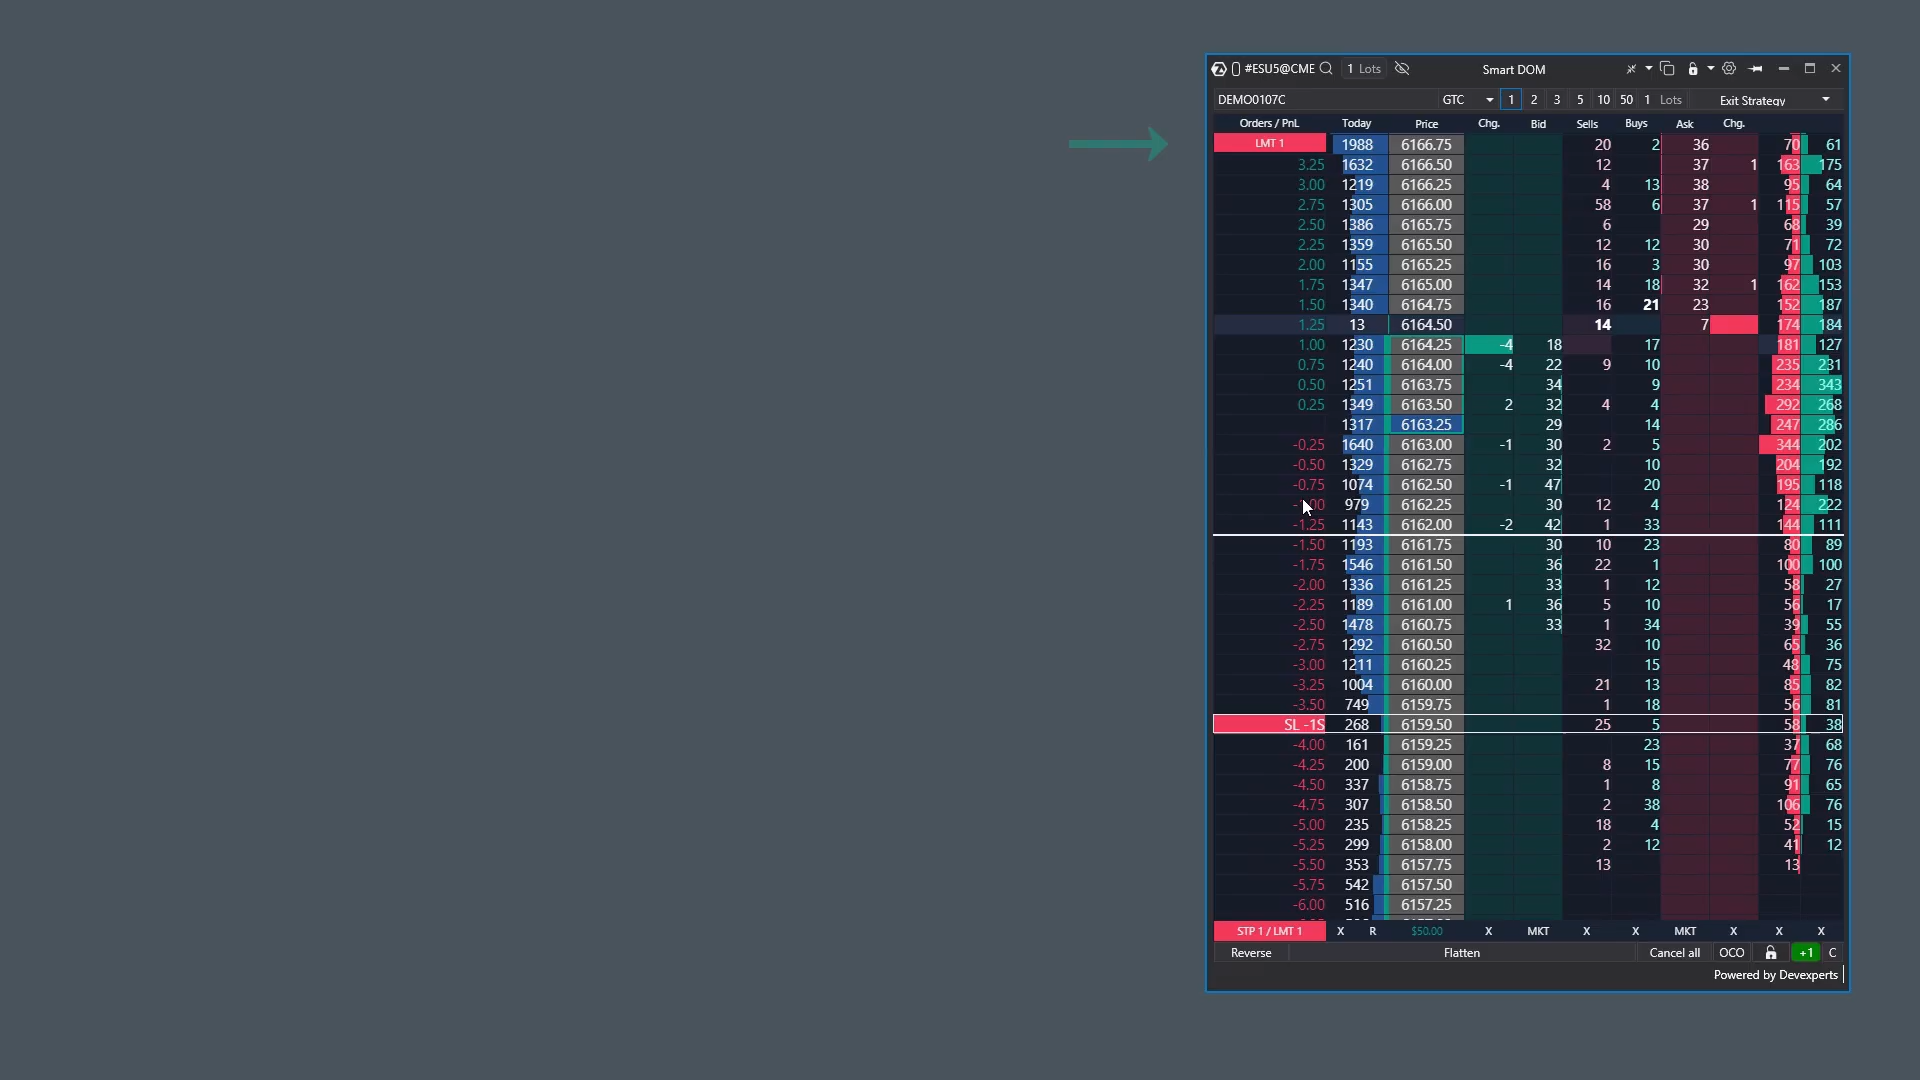 #ESU5@CME 1 Lots Smart DOM
DEMO0107C GTC 1 2 3 5 10 50 1 Lots Exit Strategy
Orders / PnL Today Price Chg. Bid Sells Buys Ask Chg.
LMT 1 1988 6166.75 20 2 36 70 61
3.25 1632 6166.50 12 37 1 163 175
3.00 1219 6166.25 4 13 38 95 64
2.75 1305 6166.00 58 6 37 1 115 57
2.50 1386 6165.75 6 29 68 39
2.25 1359 6165.50 12 12 30 71 72
2.00 1155 6165.25 16 3 30 97 103
1.75 1347 6165.00 14 18 32 1 162 153
1.50 1340 6164.75 16 21 23 152 187
1.25 13 6164.50 14 7 174 184
1.00 1230 6164.25 -4 18 17 181 127
0.75 1240 6164.00 -4 22 9 10 235 231
0.50 1251 6163.75 34 9 234 343
0.25 1349 6163.50 2 32 4 4 292 268
1317 6163.25 29 14 247 286
-0.25 1640 6163.00 -1 30 2 5 344 202
-0.50 1329 6162.75 32 10 204 192
-0.75 1074 6162.50 -1 47 20 195 118
-1.00 979 6162.25 30 12 4 124 222
-1.25 1143 6162.00 -2 42 1 33 144 111
-1.50 1193 6161.75 30 10 23 80 89
-1.75 1546 6161.50 36 22 1 100 100
-2.00 1336 6161.25 33 1 12 58 27
-2.25 1189 6161.00 1 36 5 10 56 17
-2.50 1478 6160.75 33 1 34 39 55
-2.75 1292 6160.50 32 10 65 36
-3.00 1211 6160.25 15 48 75
-3.25 1004 6160.00 21 13 85 82
-3.50 749 6159.75 1 18 56 81
SL -1S 268 6159.50 25 5 58 38
-4.00 161 6159.25 23 37 68
-4.25 200 6159.00 8 15 77 76
-4.50 337 6158.75 1 8 91 65
-4.75 307 6158.50 2 38 106 76
-5.00 235 6158.25 18 4 52 15
-5.25 299 6158.00 2 12 41 12
-5.50 353 6157.75 13 13
-5.75 542 6157.50
-6.00 516 6157.25
STP 1 / LMT 1 X R $50.00 X MKT X X MKT X X X
Reverse Flatten Cancel all OCO +1 C
Powered by Devexperts